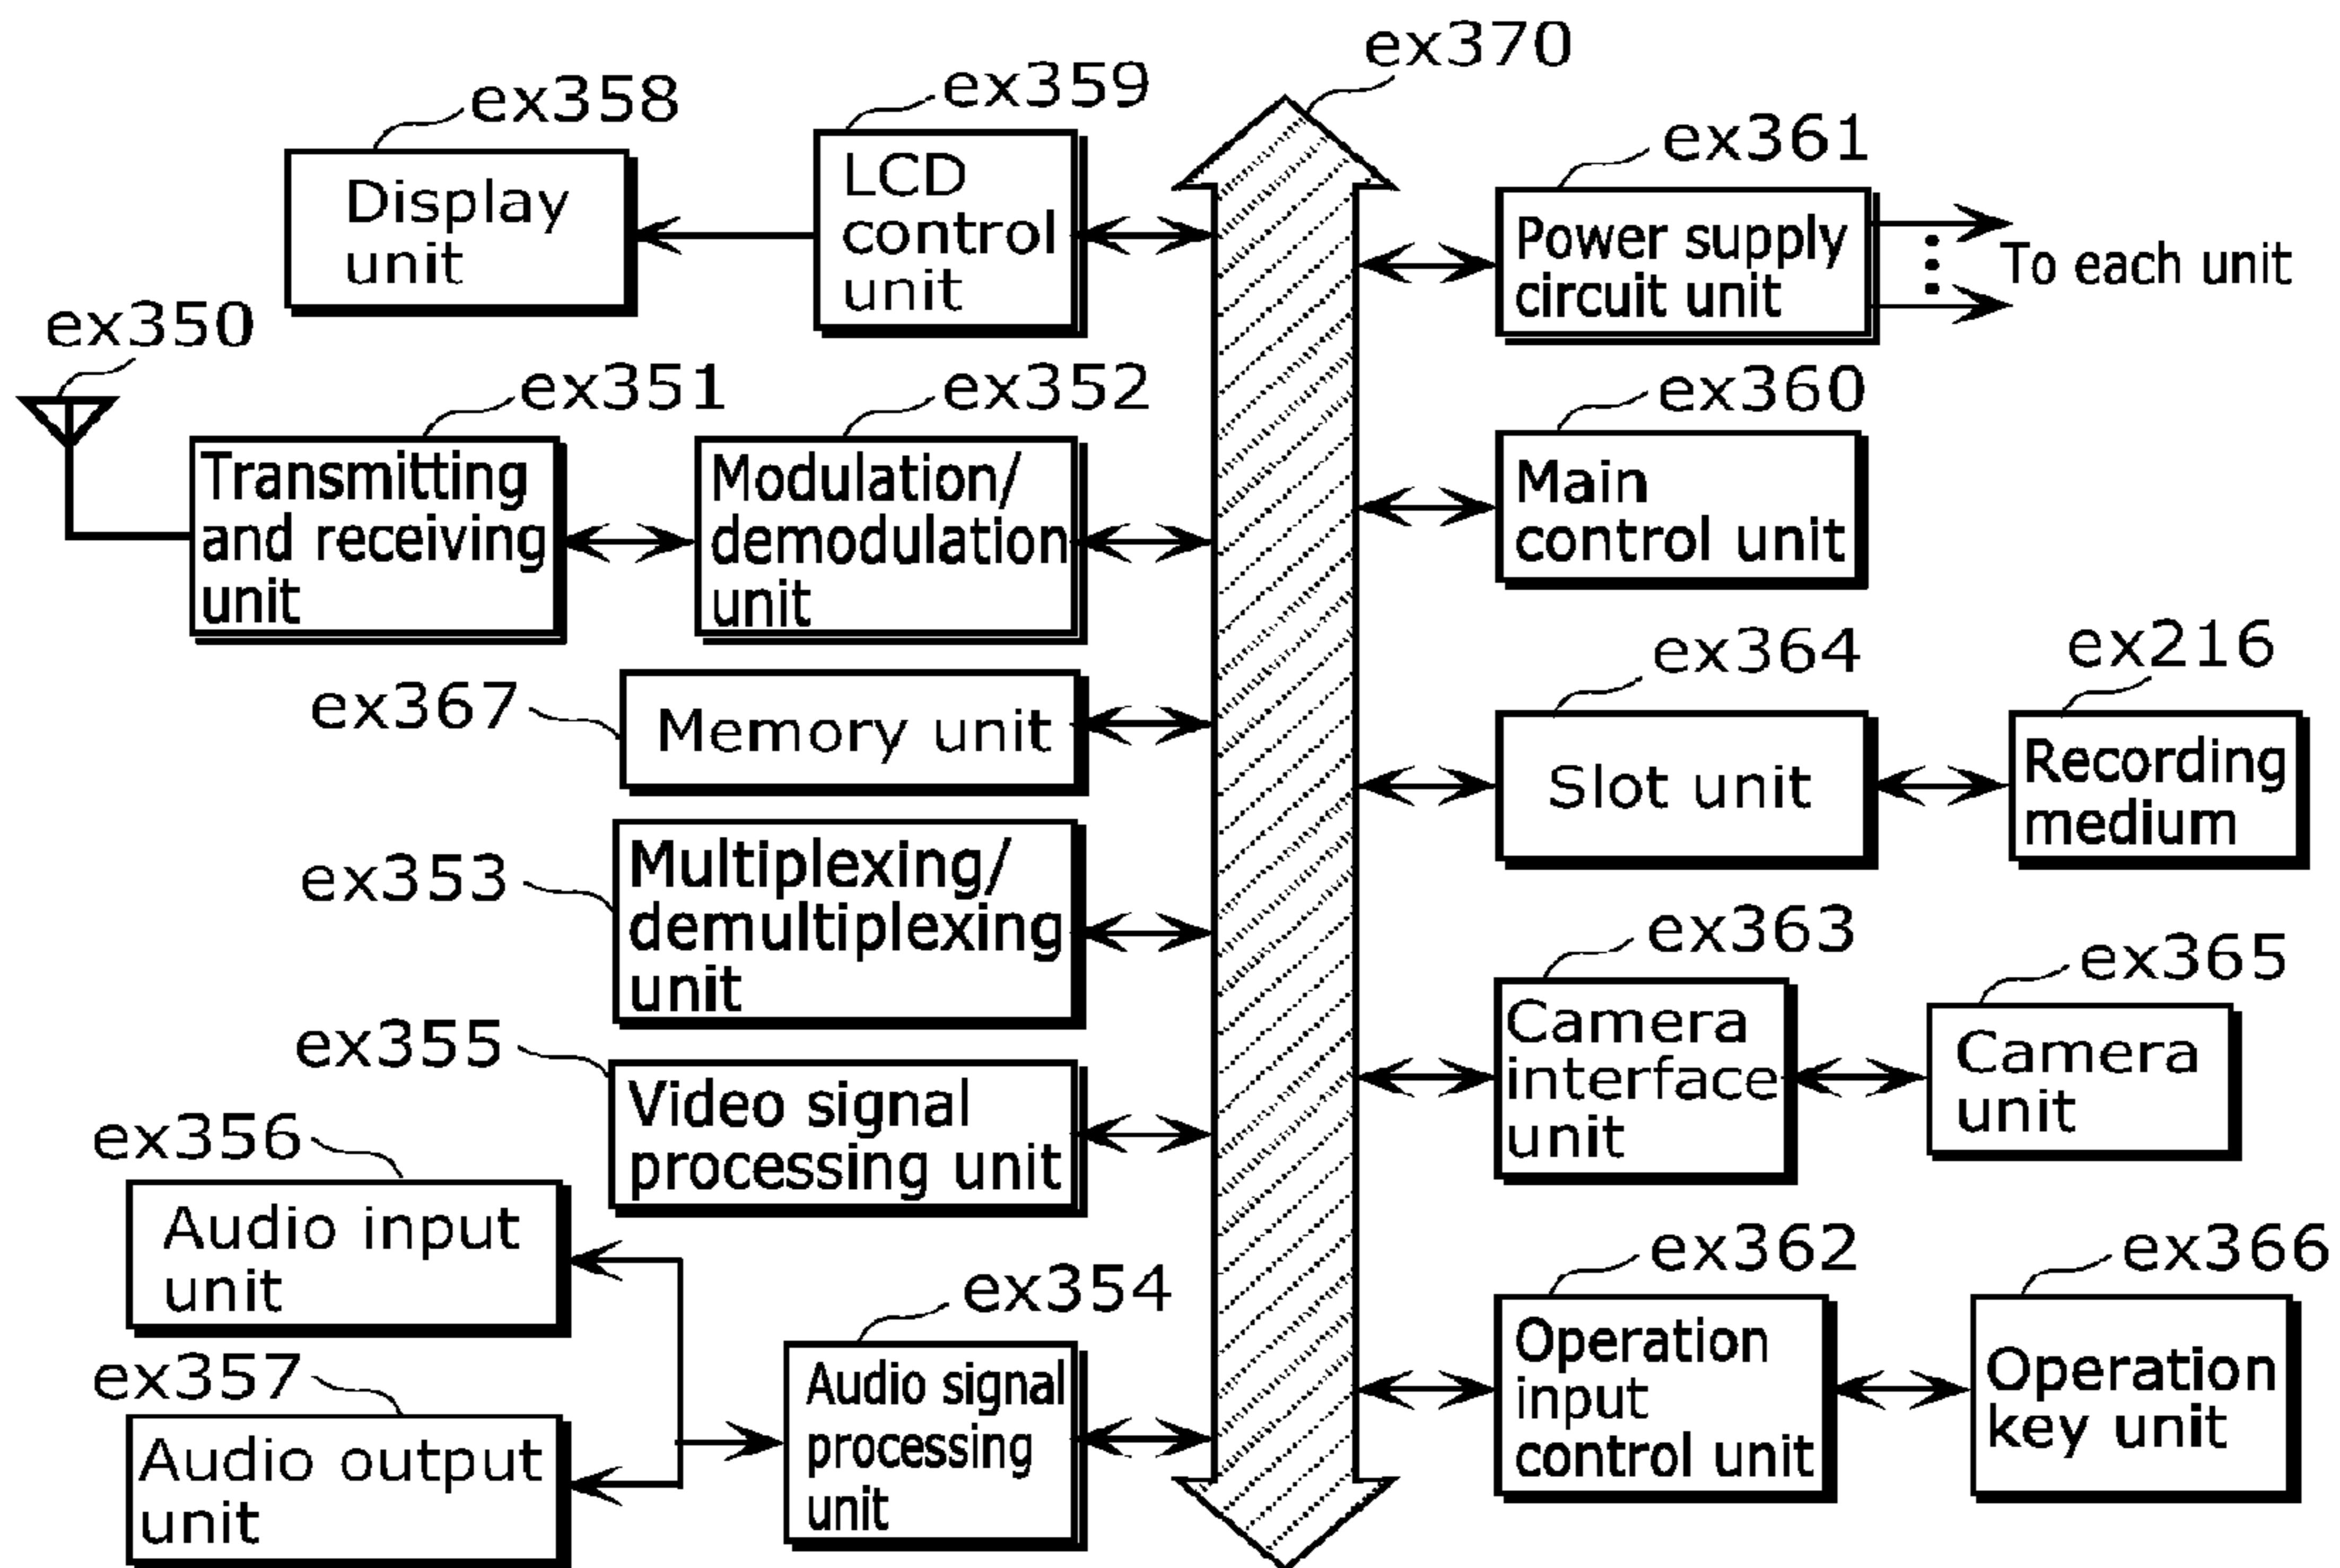 ex370
ex358
ex359
ex361
Display
unit
LCD
control
unit
Power supply
circuit unit
To each unit
ex350
ex351
ex352
ex360
Transmitting
and receiving
unit
Modulation/
demodulation
unit
Main
control unit
ex367
Memory unit
ex364
ex216
Slot unit
Recording
medium
ex353
Multiplexing/
demultiplexing
unit
ex363
ex365
Camera
interface
unit
Camera
unit
ex355
Video signal
processing unit
ex356
Audio input
unit
ex354
ex362
ex366
ex357
Audio output
unit
Audio signal
processing
unit
Operation
input
control unit
Operation
key unit